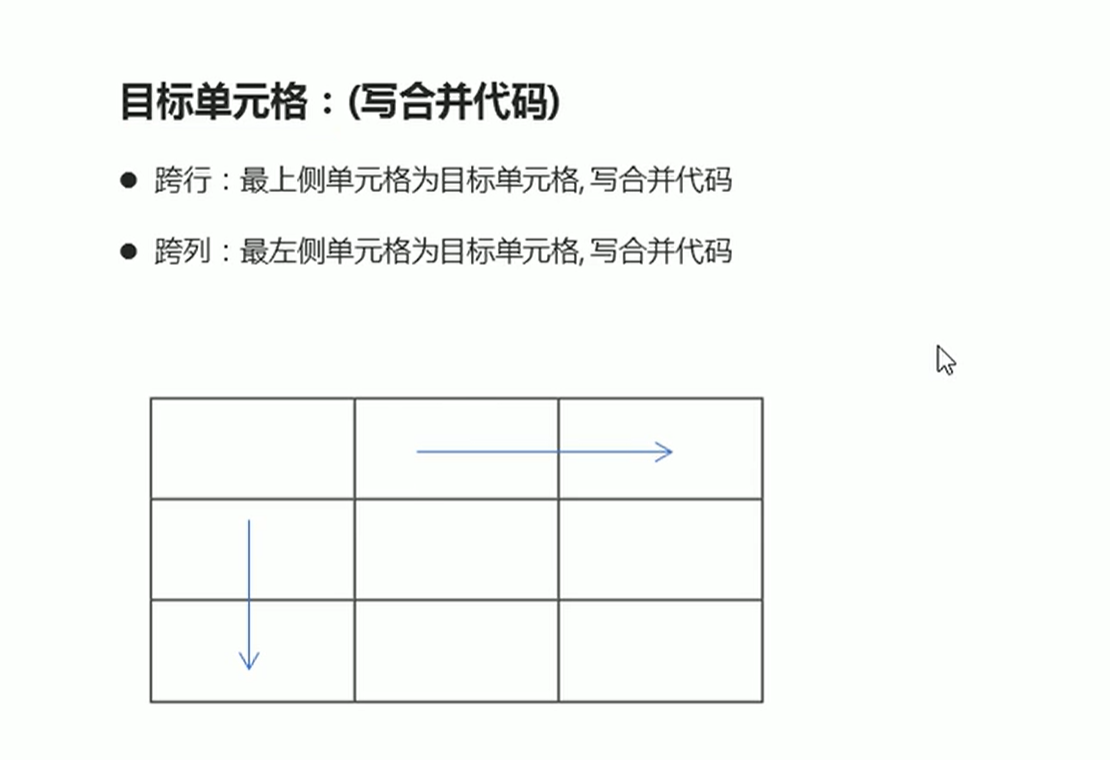 目标单元格：(写合并代码)
● 跨行：最上侧单元格为目标单元格, 写合并代码
● 跨列：最左侧单元格为目标单元格, 写合并代码